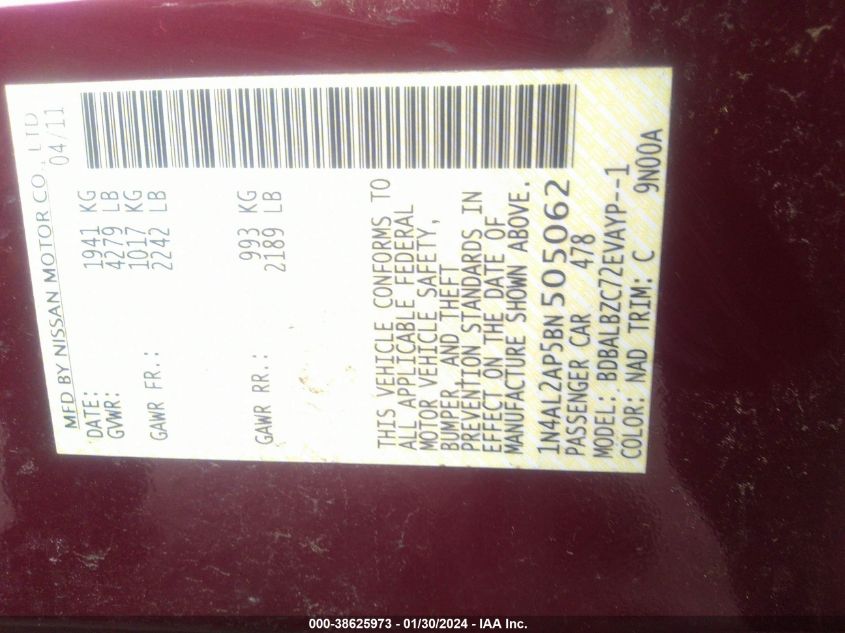 MFD BY NISSAN MOTOR CO., LTD
DATE: 04/11
GVWR: 1941 KG
4279 LB
GAWR FR.: 1017 KG
2242 LB
GAWR RR.: 993 KG
2189 LB
THIS VEHICLE CONFORMS TO
ALL APPLICABLE FEDERAL
MOTOR VEHICLE SAFETY,
BUMPER AND THEFT
PREVENTION STANDARDS IN
EFFECT ON THE DATE OF
MANUFACTURE SHOWN ABOVE.
1N4AL2AP5BN505062
PASSENGER CAR 478
MODEL: BDBALBZC72EVAYP--1
COLOR: NAD TRIM: C 9N00A
000-38625973 - 01/30/2024 - IAA Inc.